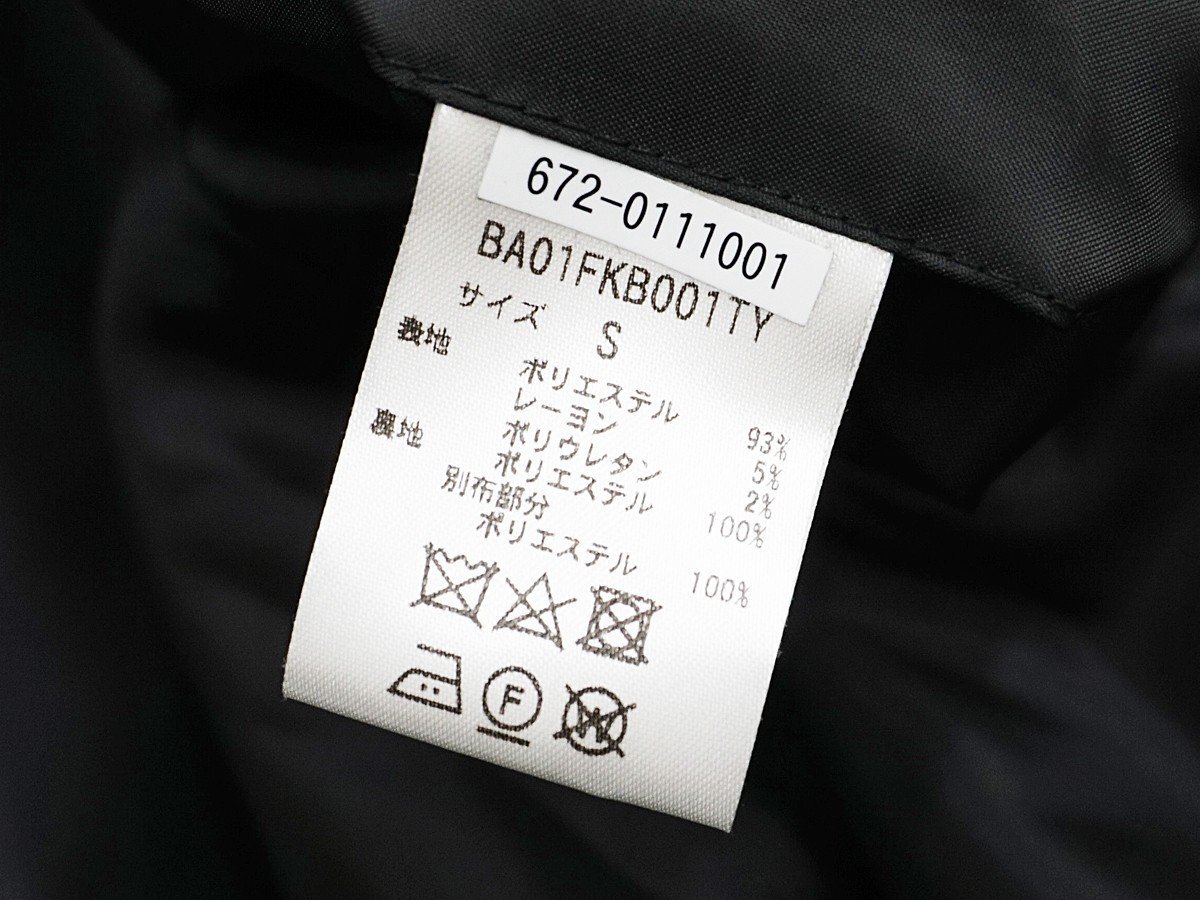 672-0111001
BA01FKB001TY
サイズ S
表地
ポリエステル 93%
レーヨン 5%
ポリウレタン 2%
裏地 ポリエステル 100%
別布部分
ポリエステル 100%
F W